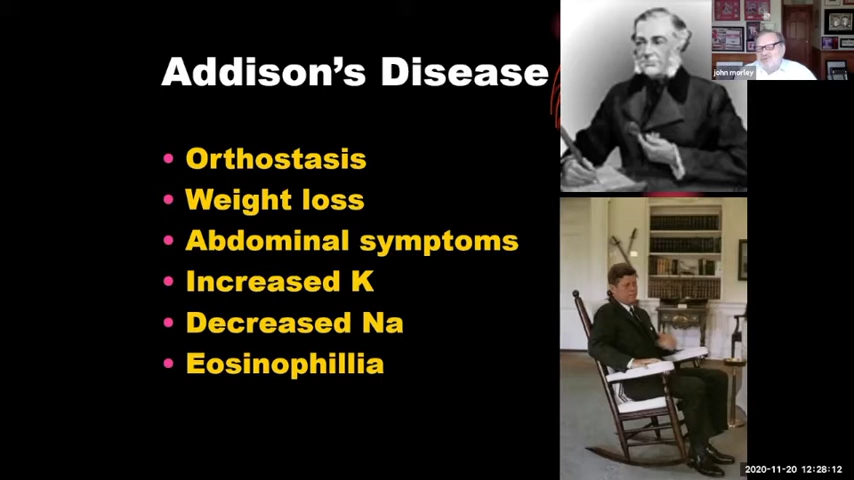 Addison's Disease
john morley
• Orthostasis
• Weight loss
• Abdominal symptoms
• Increased K
• Decreased Na
• Eosinophillia
2020-11-20 12:28:12